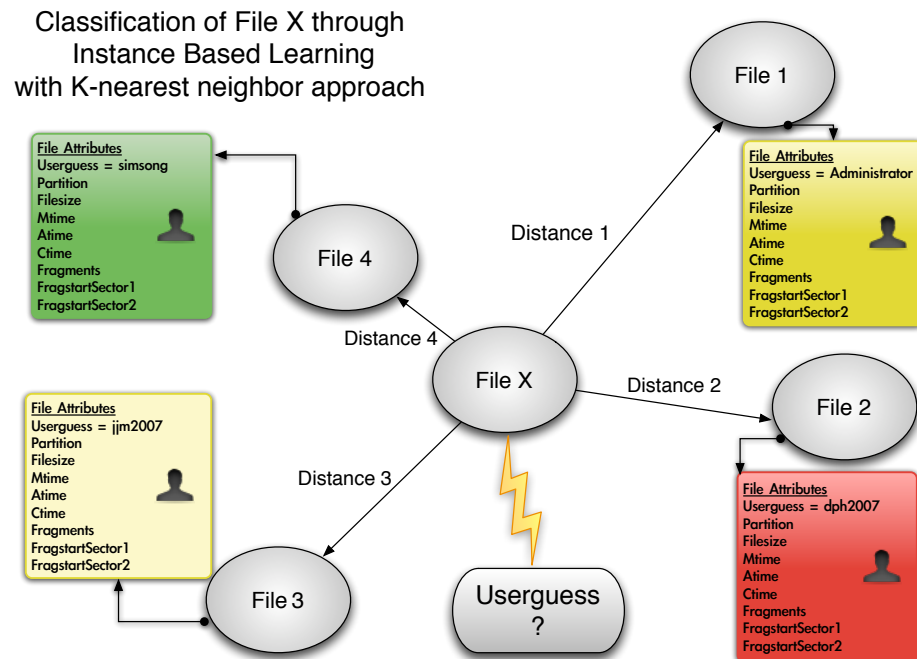 Classification of File X through
Instance Based Learning
with K-nearest neighbor approach
File 1
File Attributes
Userguess = simsong
Partition
Filesize
Mtime
Atime
Ctime
Fragments
FragstartSector1
FragstartSector2
File Attributes
Userguess = Administrator
Partition
Filesize
Mtime
Atime
Ctime
Fragments
FragstartSector1
FragstartSector2
File 4
Distance 1
Distance 4
File X
Distance 2
File 2
File Attributes
Userguess = jjm2007
Partition
Filesize
Mtime
Atime
Ctime
Fragments
FragstartSector1
FragstartSector2
Distance 3
File Attributes
Userguess = dph2007
Partition
Filesize
Mtime
Atime
Ctime
Fragments
FragstartSector1
FragstartSector2
File 3
Userguess
?